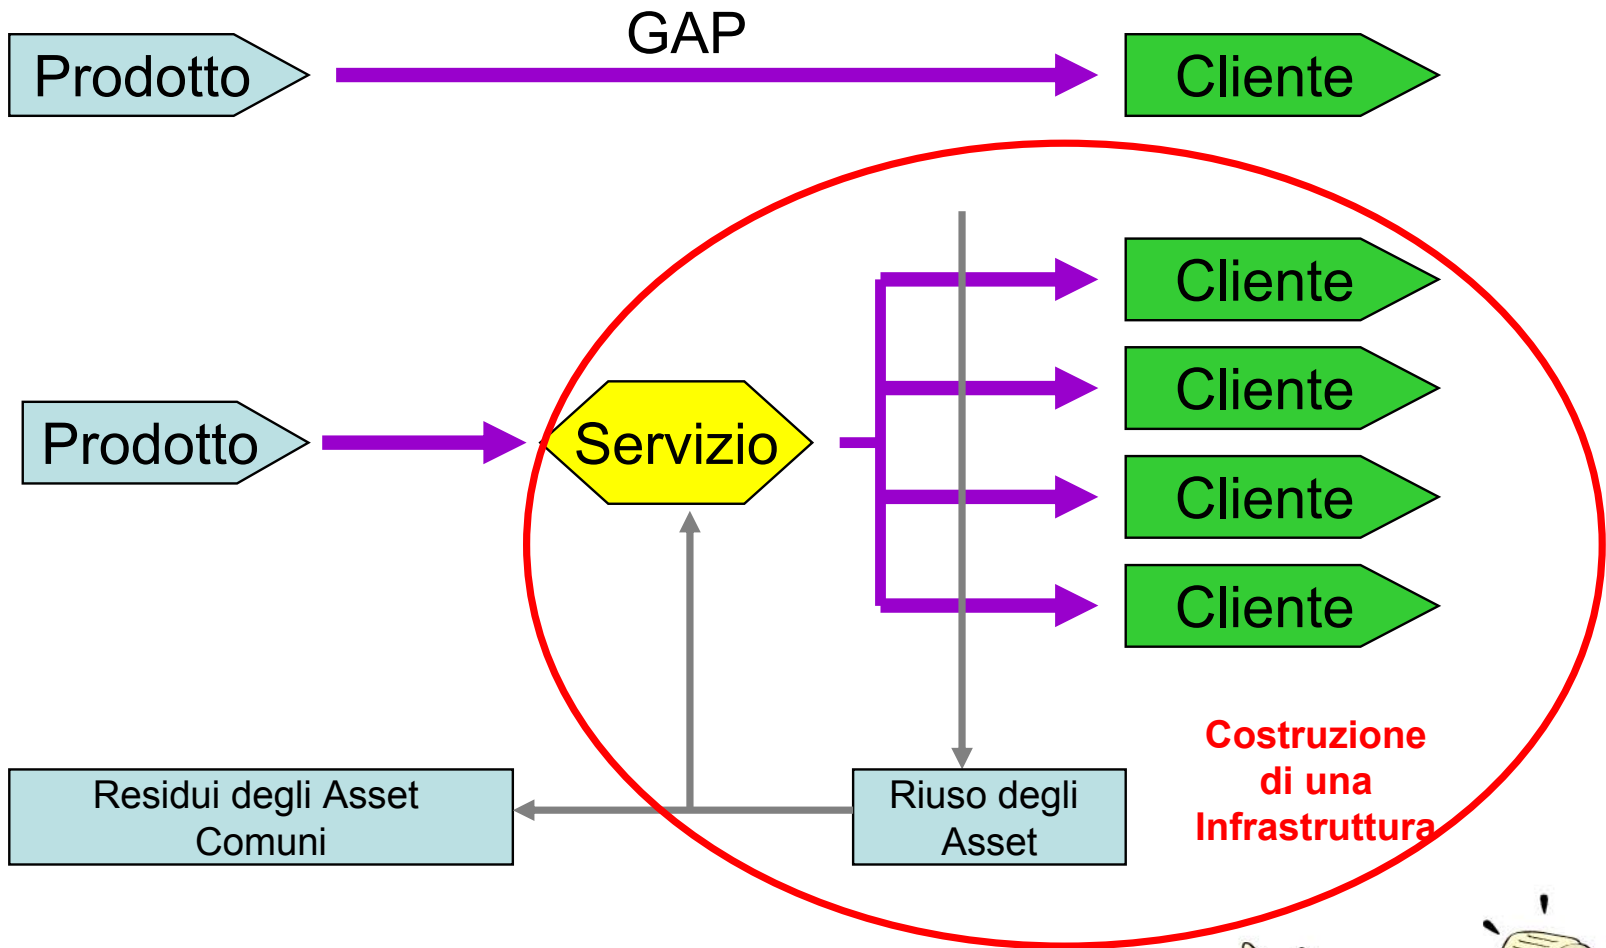 GAP
Prodotto
Cliente
Cliente
Cliente
Prodotto
Servizio
Cliente
Cliente
Costruzione
di una
Infrastruttura
Residui degli Asset
Comuni
Riuso degli
Asset